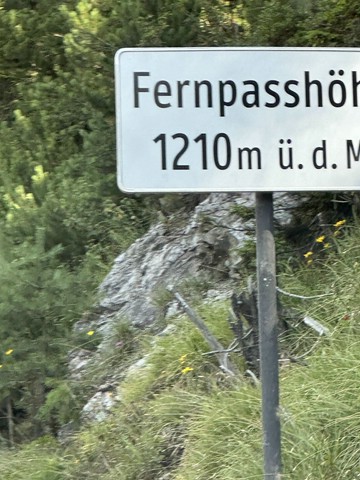 Fernpasshöh
1210m ü. d. M